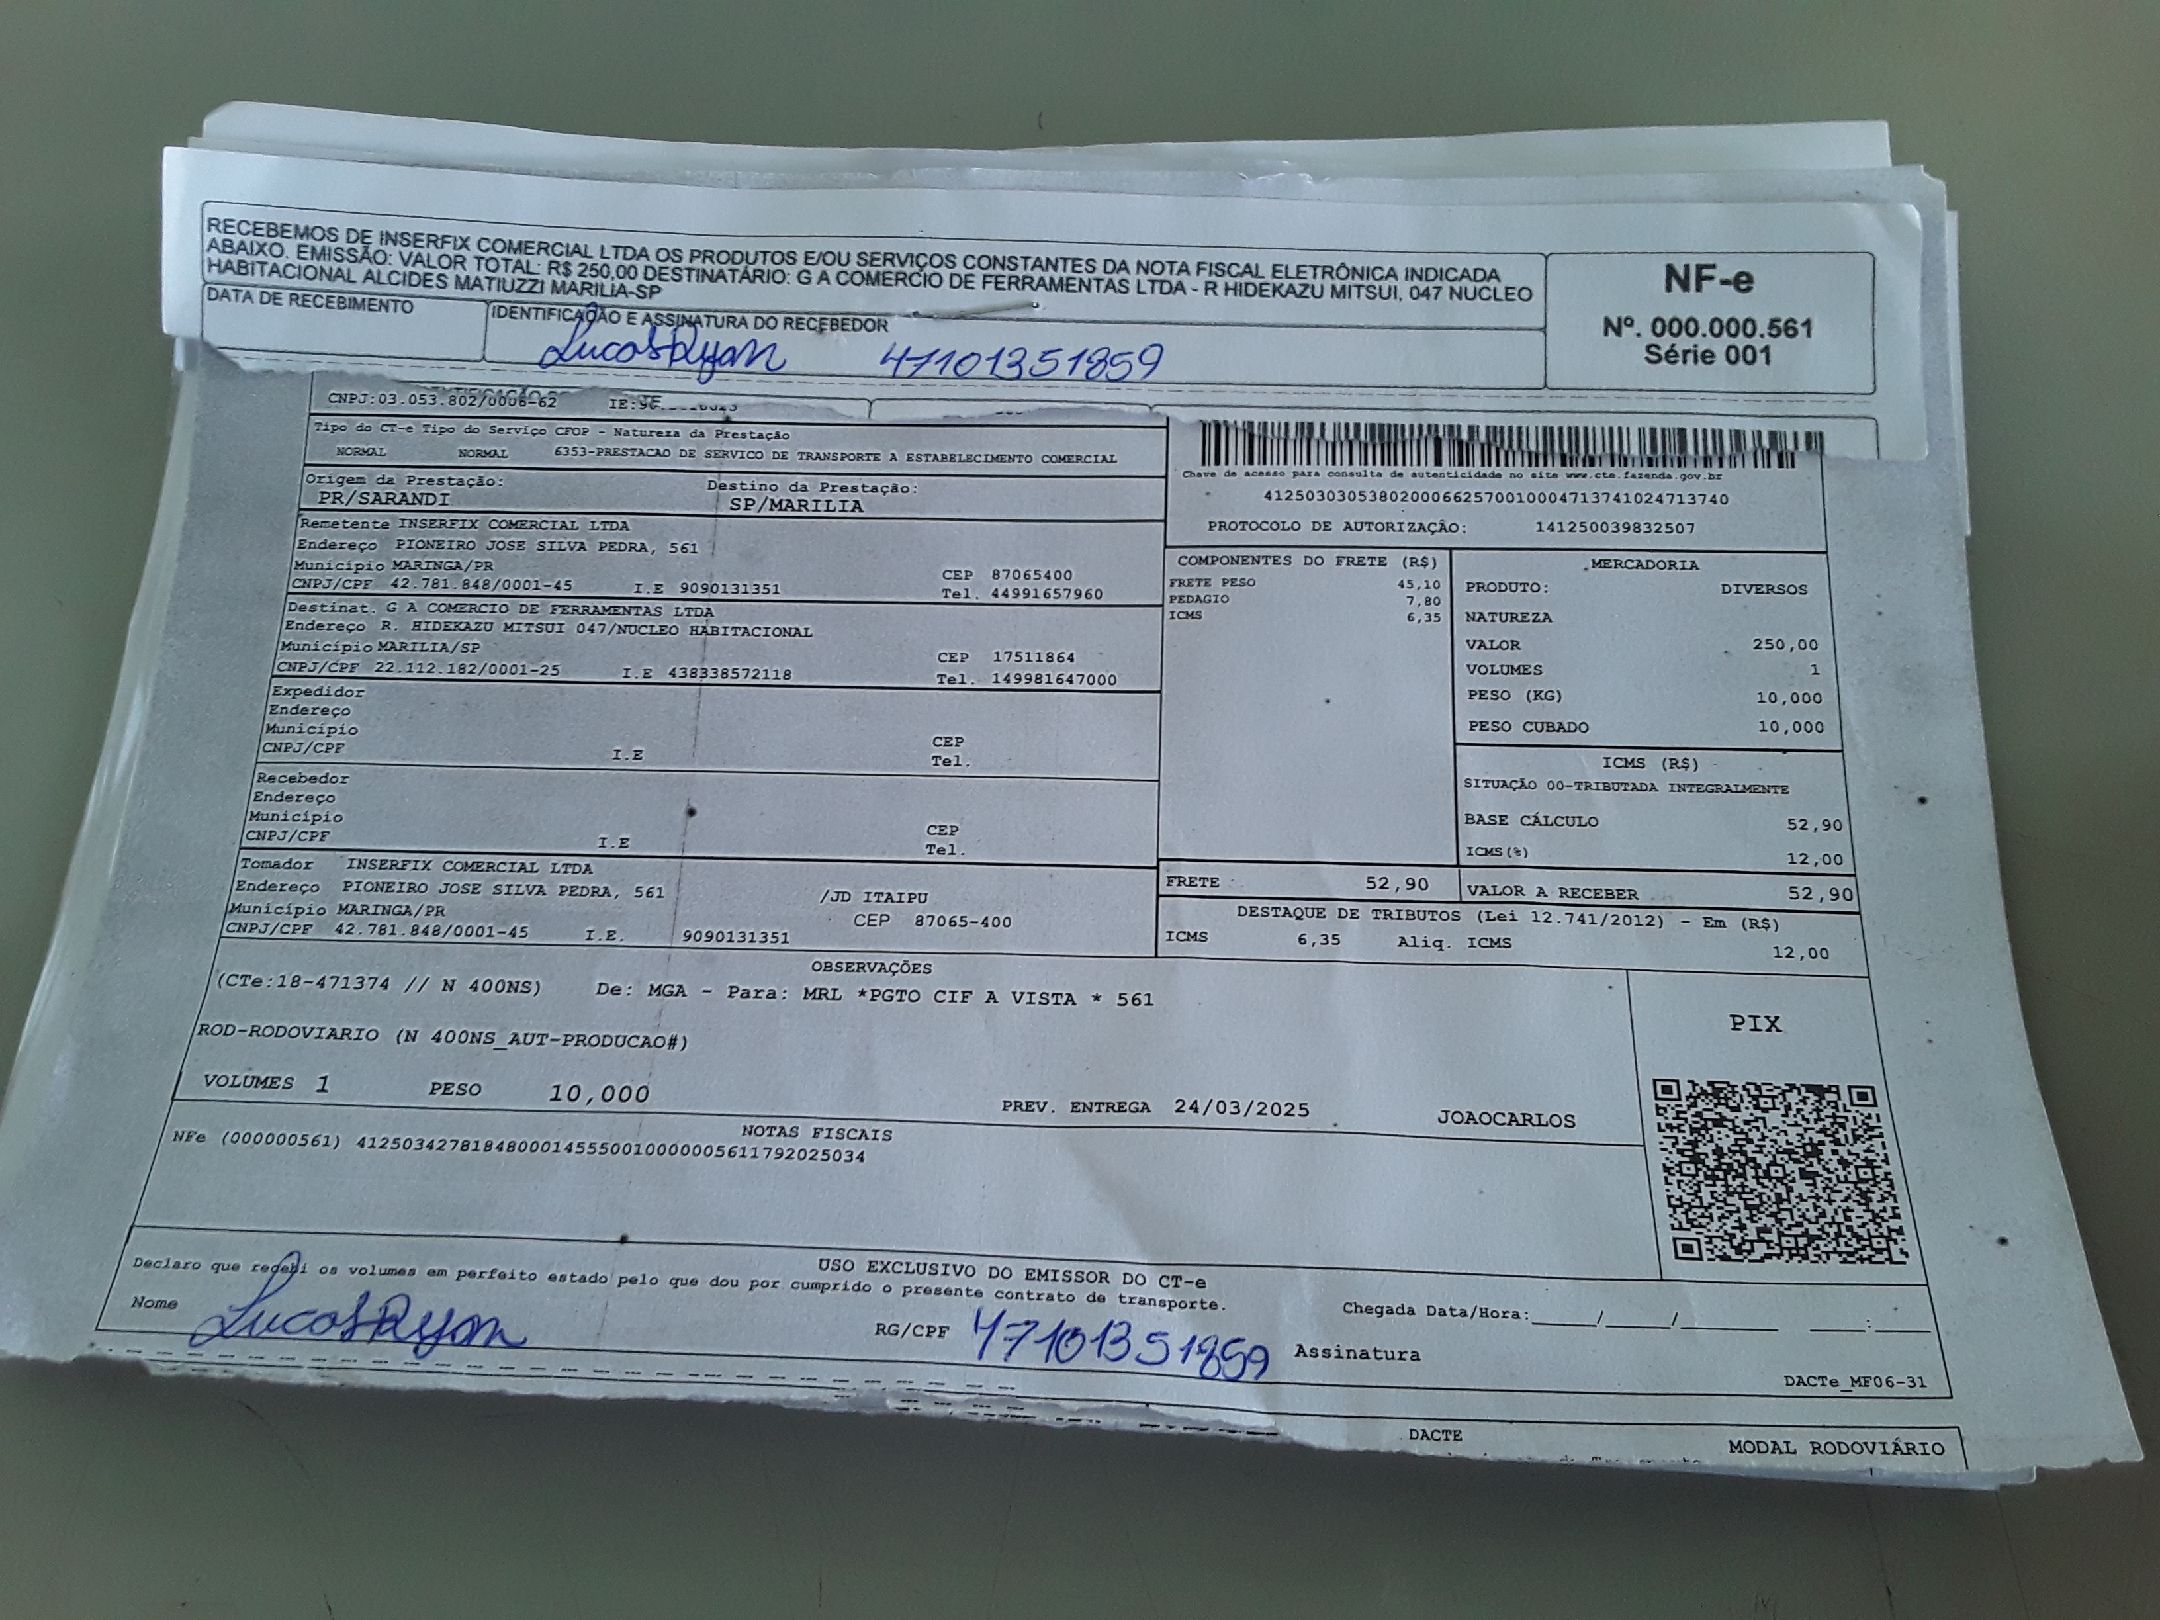 RECEBEMOS DE INSERFIX COMERCIAL LTDA OS PRODUTOS E/OU SERVIÇOS CONSTANTES DA NOTA FISCAL ELETRÔNICA INDICADA
ABAIXO. EMISSÃO: VALOR TOTAL: R$ 250,00 DESTINATÁRIO: G A COMERCIO DE FERRAMENTAS LTDA - R HIDEKAZU MITSUI, 047 NUCLEO
HABITACIONAL ALCIDES MATIUZZI MARILIA-SP
NF-e
Nº. 000.000.561
Série 001
DATA DE RECEBIMENTO
IDENTIFICAÇÃO E ASSINATURA DO RECEBEDOR
Lucas Ryan 47101351859
CNPJ:03.053.802/0006-62 IE:
Tipo do CT-e Tipo do Serviço CFOP - Natureza da Prestação
NORMAL NORMAL 6353-PRESTACAO DE SERVICO DE TRANSPORTE A ESTABELECIMENTO COMERCIAL
Chave de acesso para consulta de autenticidade no site www.cte.fazenda.gov.br
41250303053802000662570010004713741024713740
PROTOCOLO DE AUTORIZAÇÃO: 141250039832507
Origem da Prestação: Destino da Prestação:
PR/SARANDI SP/MARILIA
Remetente INSERFIX COMERCIAL LTDA
Endereço PIONEIRO JOSE SILVA PEDRA, 561
Município MARINGA/PR CEP 87065400
CNPJ/CPF 42.781.848/0001-45 I.E 9090131351 Tel. 44991657960
Destinat. G A COMERCIO DE FERRAMENTAS LTDA
Endereço R. HIDEKAZU MITSUI 047/NUCLEO HABITACIONAL
Município MARILIA/SP CEP 17511864
CNPJ/CPF 22.112.182/0001-25 I.E 438338572118 Tel. 149981647000
Expedidor
Endereço
Município CEP
CNPJ/CPF I.E Tel.
Recebedor
Endereço
Município CEP
CNPJ/CPF I.E Tel.
Tomador INSERFIX COMERCIAL LTDA
Endereço PIONEIRO JOSE SILVA PEDRA, 561 /JD ITAIPU
Município MARINGA/PR CEP 87065-400
CNPJ/CPF 42.781.848/0001-45 I.E. 9090131351
COMPONENTES DO FRETE (R$)
FRETE PESO 45,10
PEDAGIO 7,80
ICMS 6,35
MERCADORIA
PRODUTO: DIVERSOS
NATUREZA
VALOR 250,00
VOLUMES 1
PESO (KG) 10,000
PESO CUBADO 10,000
ICMS (R$)
SITUAÇÃO 00-TRIBUTADA INTEGRALMENTE
BASE CÁLCULO 52,90
ICMS(%) 12,00
FRETE 52,90 VALOR A RECEBER 52,90
DESTAQUE DE TRIBUTOS (Lei 12.741/2012) - Em (R$)
ICMS 6,35 Aliq. ICMS 12,00
OBSERVAÇÕES
(CTe:18-471374 // N 400NS) De: MGA - Para: MRL *PGTO CIF A VISTA * 561
ROD-RODOVIARIO (N 400NS_AUT-PRODUCAO#)
VOLUMES 1 PESO 10,000 PREV. ENTREGA 24/03/2025 JOAOCARLOS
PIX
NOTAS FISCAIS
NFe (000000561) 41250342781848000145550010000005611792025034
USO EXCLUSIVO DO EMISSOR DO CT-e
Declaro que recebi os volumes em perfeito estado pelo que dou por cumprido o presente contrato de transporte.
Chegada Data/Hora:_____/_____/_______ ____:____
Nome Lucas Ryan RG/CPF 47101351859 Assinatura
DACTe_MF06-31
DACTE MODAL RODOVIÁRIO